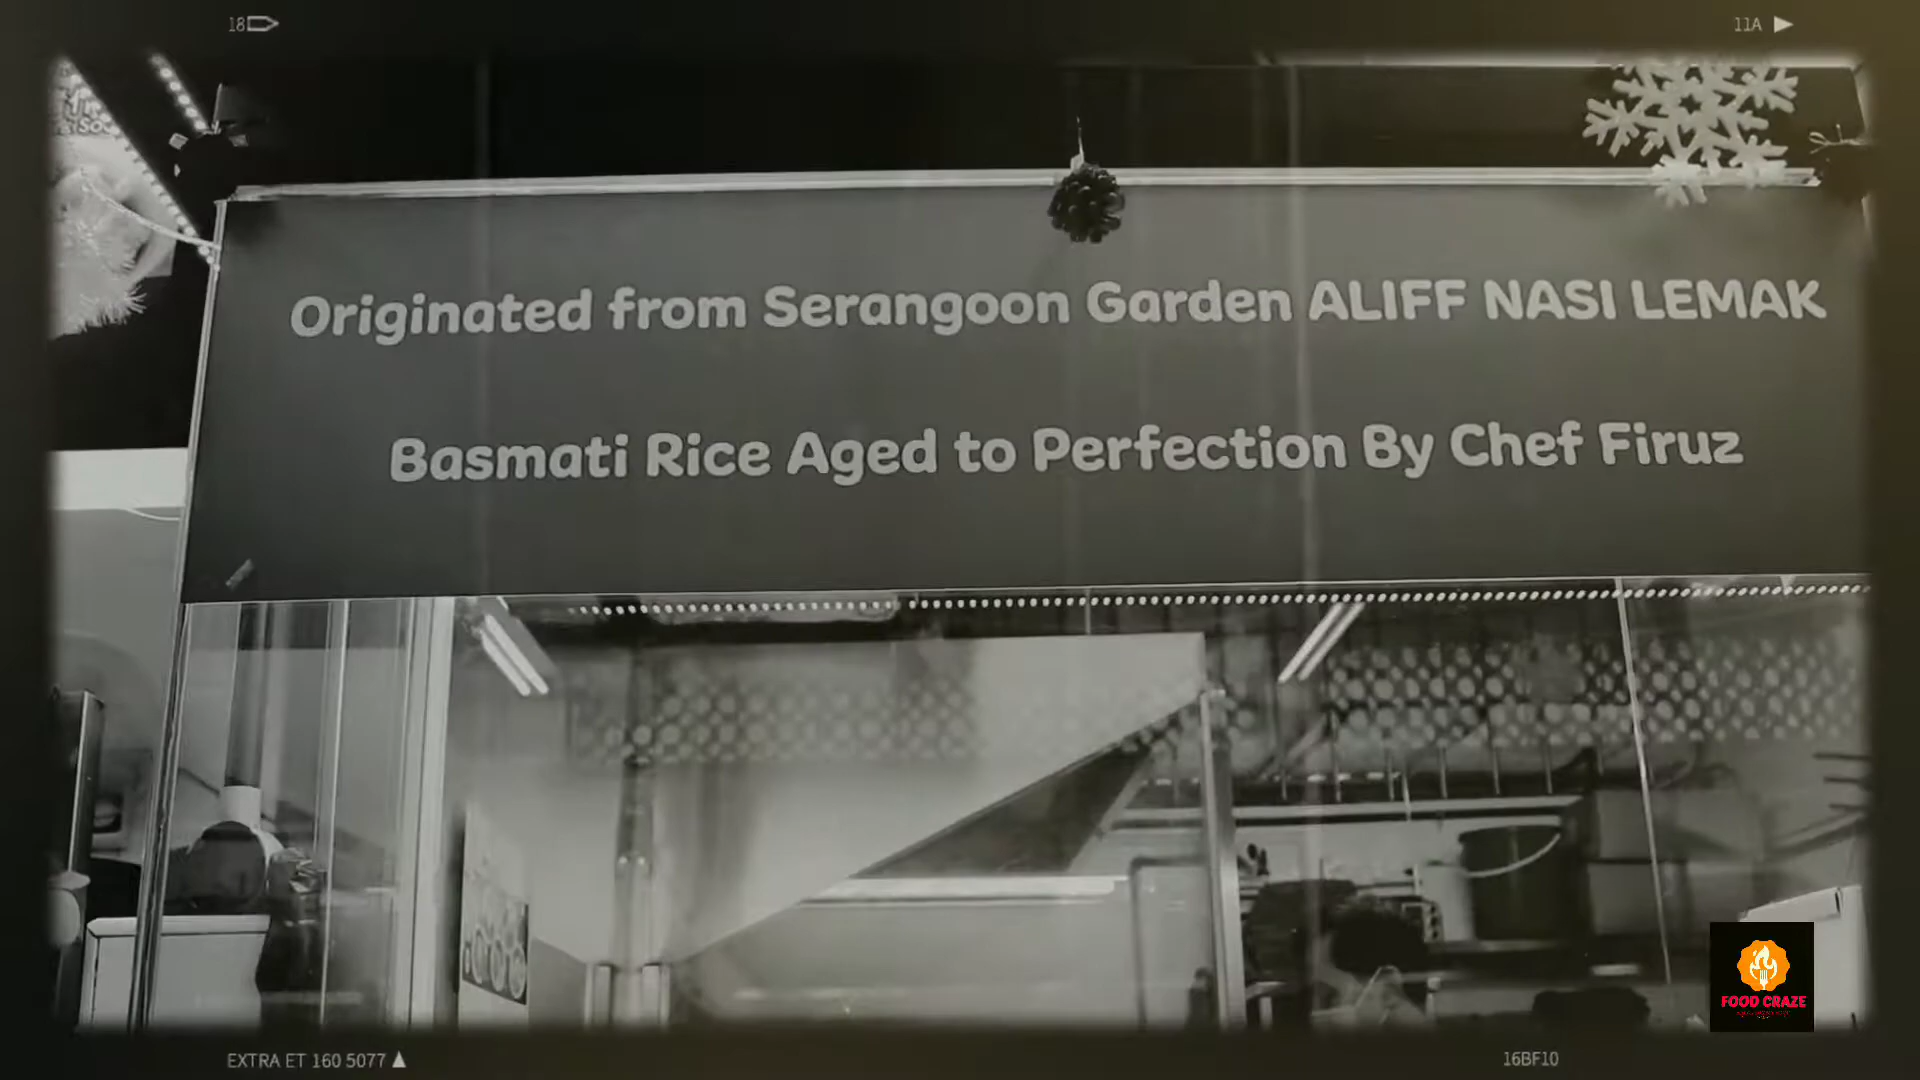 18
11A
Originated from Serangoon Garden ALIFF NASI LEMAK
Basmati Rice Aged to Perfection By Chef Firuz
FOOD CRAZE
EXTRA ET 160 5077
16BF10